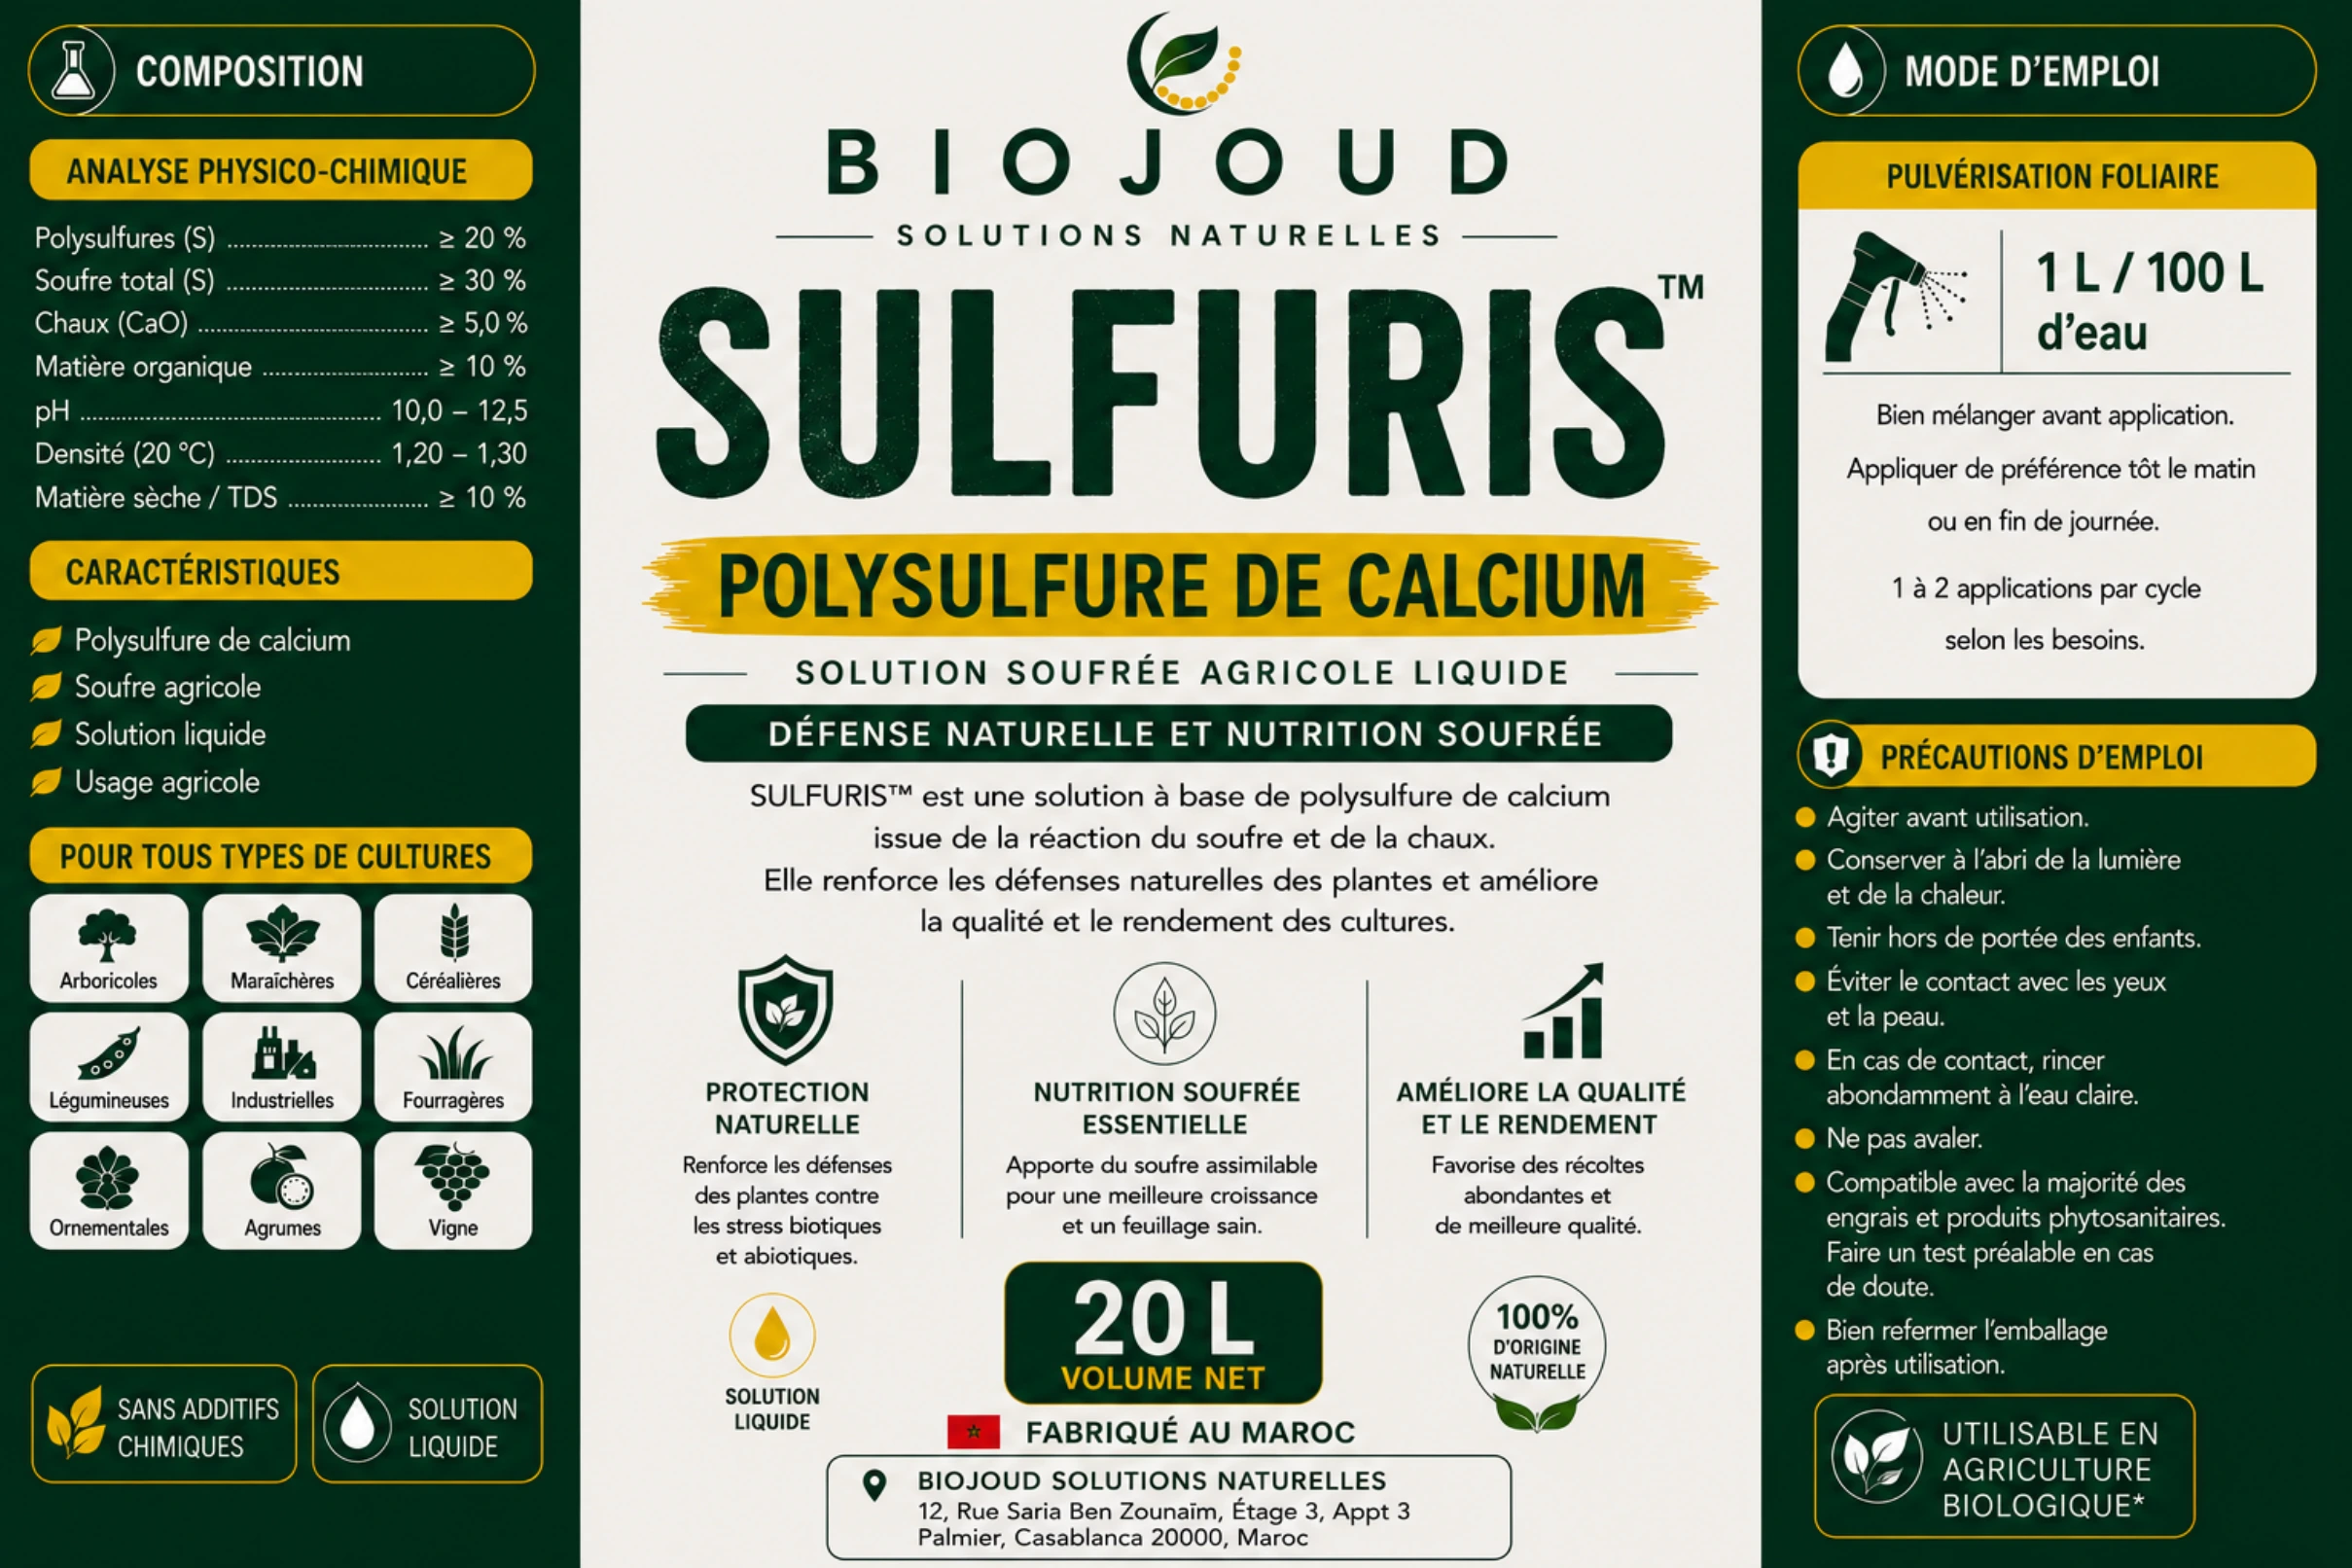 COMPOSITION
ANALYSE PHYSICO-CHIMIQUE
Polysulfures (S) ................................ ≥ 20 %
Soufre total (S) ................................ ≥ 30 %
Chaux (CaO) ................................ ≥ 5,0 %
Matière organique ................................ ≥ 10 %
pH ................................ 10,0 – 12,5
Densité (20 °C) ................................ 1,20 – 1,30
Matière sèche / TDS ................................ ≥ 10 %
CARACTÉRISTIQUES
Polysulfure de calcium
Soufre agricole
Solution liquide
Usage agricole
POUR TOUS TYPES DE CULTURES
Arboricoles
Maraîchères
Céréalières
Légumineuses
Industrielles
Fourragères
Ornementales
Agrumes
Vigne
SANS ADDITIFS
CHIMIQUES
SOLUTION
LIQUIDE
BIOJOUD
SOLUTIONS NATURELLES
SULFURIS™
POLYSULFURE DE CALCIUM
SOLUTION SOUFRÉE AGRICOLE LIQUIDE
DÉFENSE NATURELLE ET NUTRITION SOUFRÉE
SULFURIS™ est une solution à base de polysulfure de calcium
issue de la réaction du soufre et de la chaux.
Elle renforce les défenses naturelles des plantes et améliore
la qualité et le rendement des cultures.
PROTECTION
NATURELLE
Renforce les défenses
des plantes contre
les stress biotiques
et abiotiques.
NUTRITION SOUFRÉE
ESSENTIELLE
Apporte du soufre assimilable
pour une meilleure croissance
et un feuillage sain.
AMÉLIORE LA QUALITÉ
ET LE RENDEMENT
Favorise des récoltes
abondantes et
de meilleure qualité.
SOLUTION
LIQUIDE
20 L
VOLUME NET
100%
D'ORIGINE
NATURELLE
FABRIQUÉ AU MAROC
BIOJOUD SOLUTIONS NATURELLES
12, Rue Saria Ben Zounaïm, Étage 3, Appt 3
Palmier, Casablanca 20000, Maroc
MODE D'EMPLOI
PULVÉRISATION FOLIAIRE
1 L / 100 L
d'eau
Bien mélanger avant application.
Appliquer de préférence tôt le matin
ou en fin de journée.
1 à 2 applications par cycle
selon les besoins.
PRÉCAUTIONS D'EMPLOI
Agiter avant utilisation.
Conserver à l'abri de la lumière
et de la chaleur.
Tenir hors de portée des enfants.
Éviter le contact avec les yeux
et la peau.
En cas de contact, rincer
abondamment à l'eau claire.
Ne pas avaler.
Compatible avec la majorité des
engrais et produits phytosanitaires.
Faire un test préalable en cas
de doute.
Bien refermer l'emballage
après utilisation.
UTILISABLE EN
AGRICULTURE
BIOLOGIQUE*